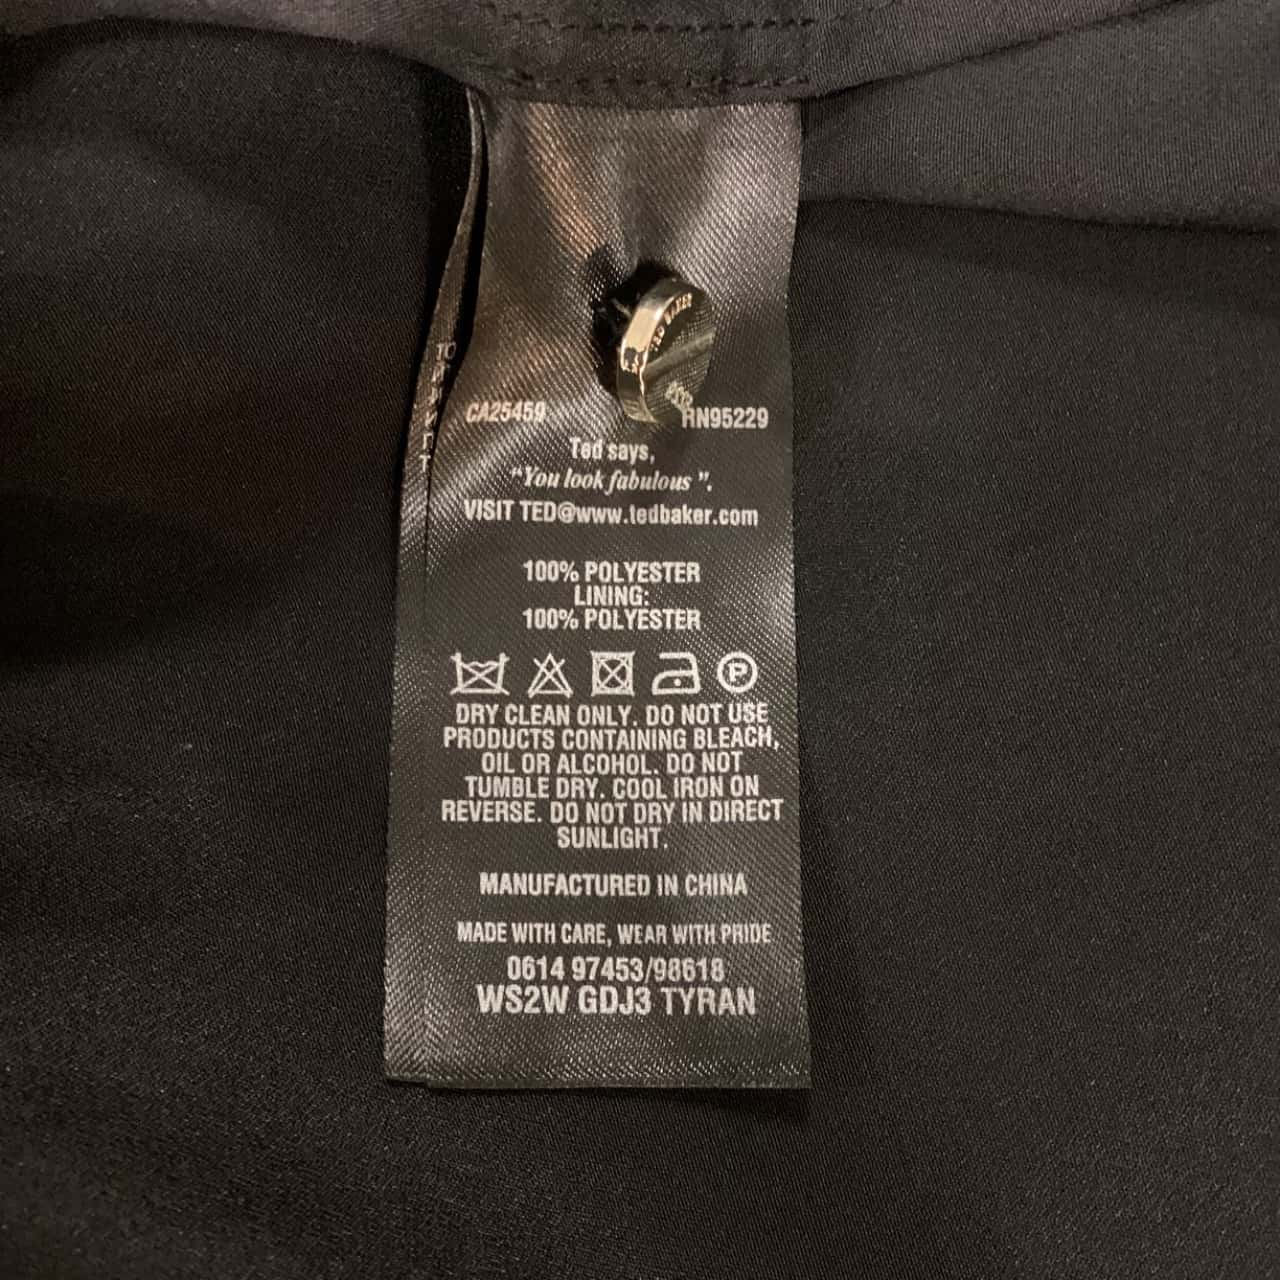 CA25459 RN95229
Ted says,
“You look fabulous ”.
VISIT TED@www.tedbaker.com
100% POLYESTER
LINING:
100% POLYESTER
P
DRY CLEAN ONLY. DO NOT USE
PRODUCTS CONTAINING BLEACH,
OIL OR ALCOHOL. DO NOT
TUMBLE DRY. COOL IRON ON
REVERSE. DO NOT DRY IN DIRECT
SUNLIGHT.
MANUFACTURED IN CHINA
MADE WITH CARE, WEAR WITH PRIDE
0614 97453/98618
WS2W GDJ3 TYRAN